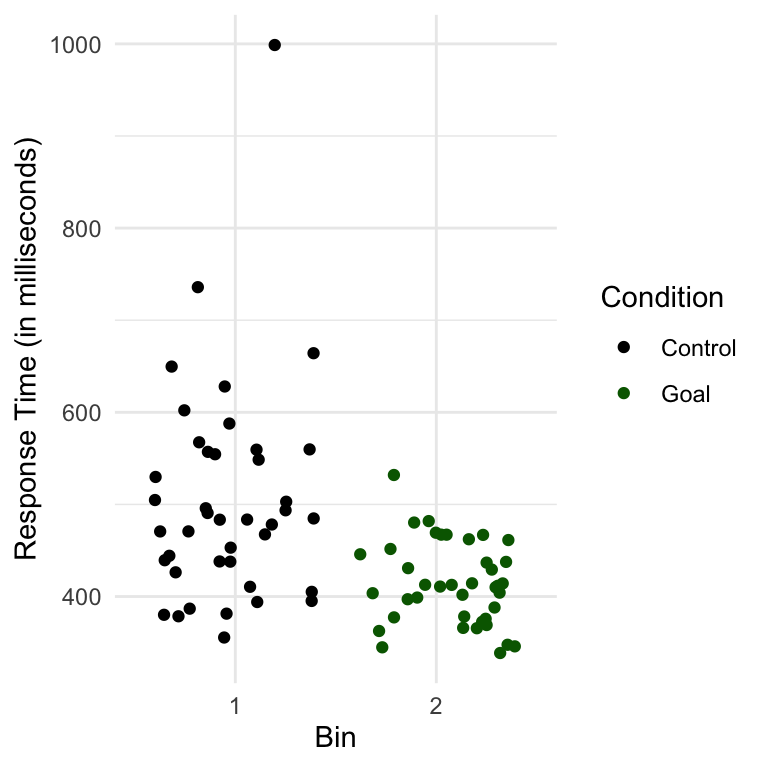 Response Time (in milliseconds)
1000
800
600
400
1
2
Bin
Condition
Control
Goal